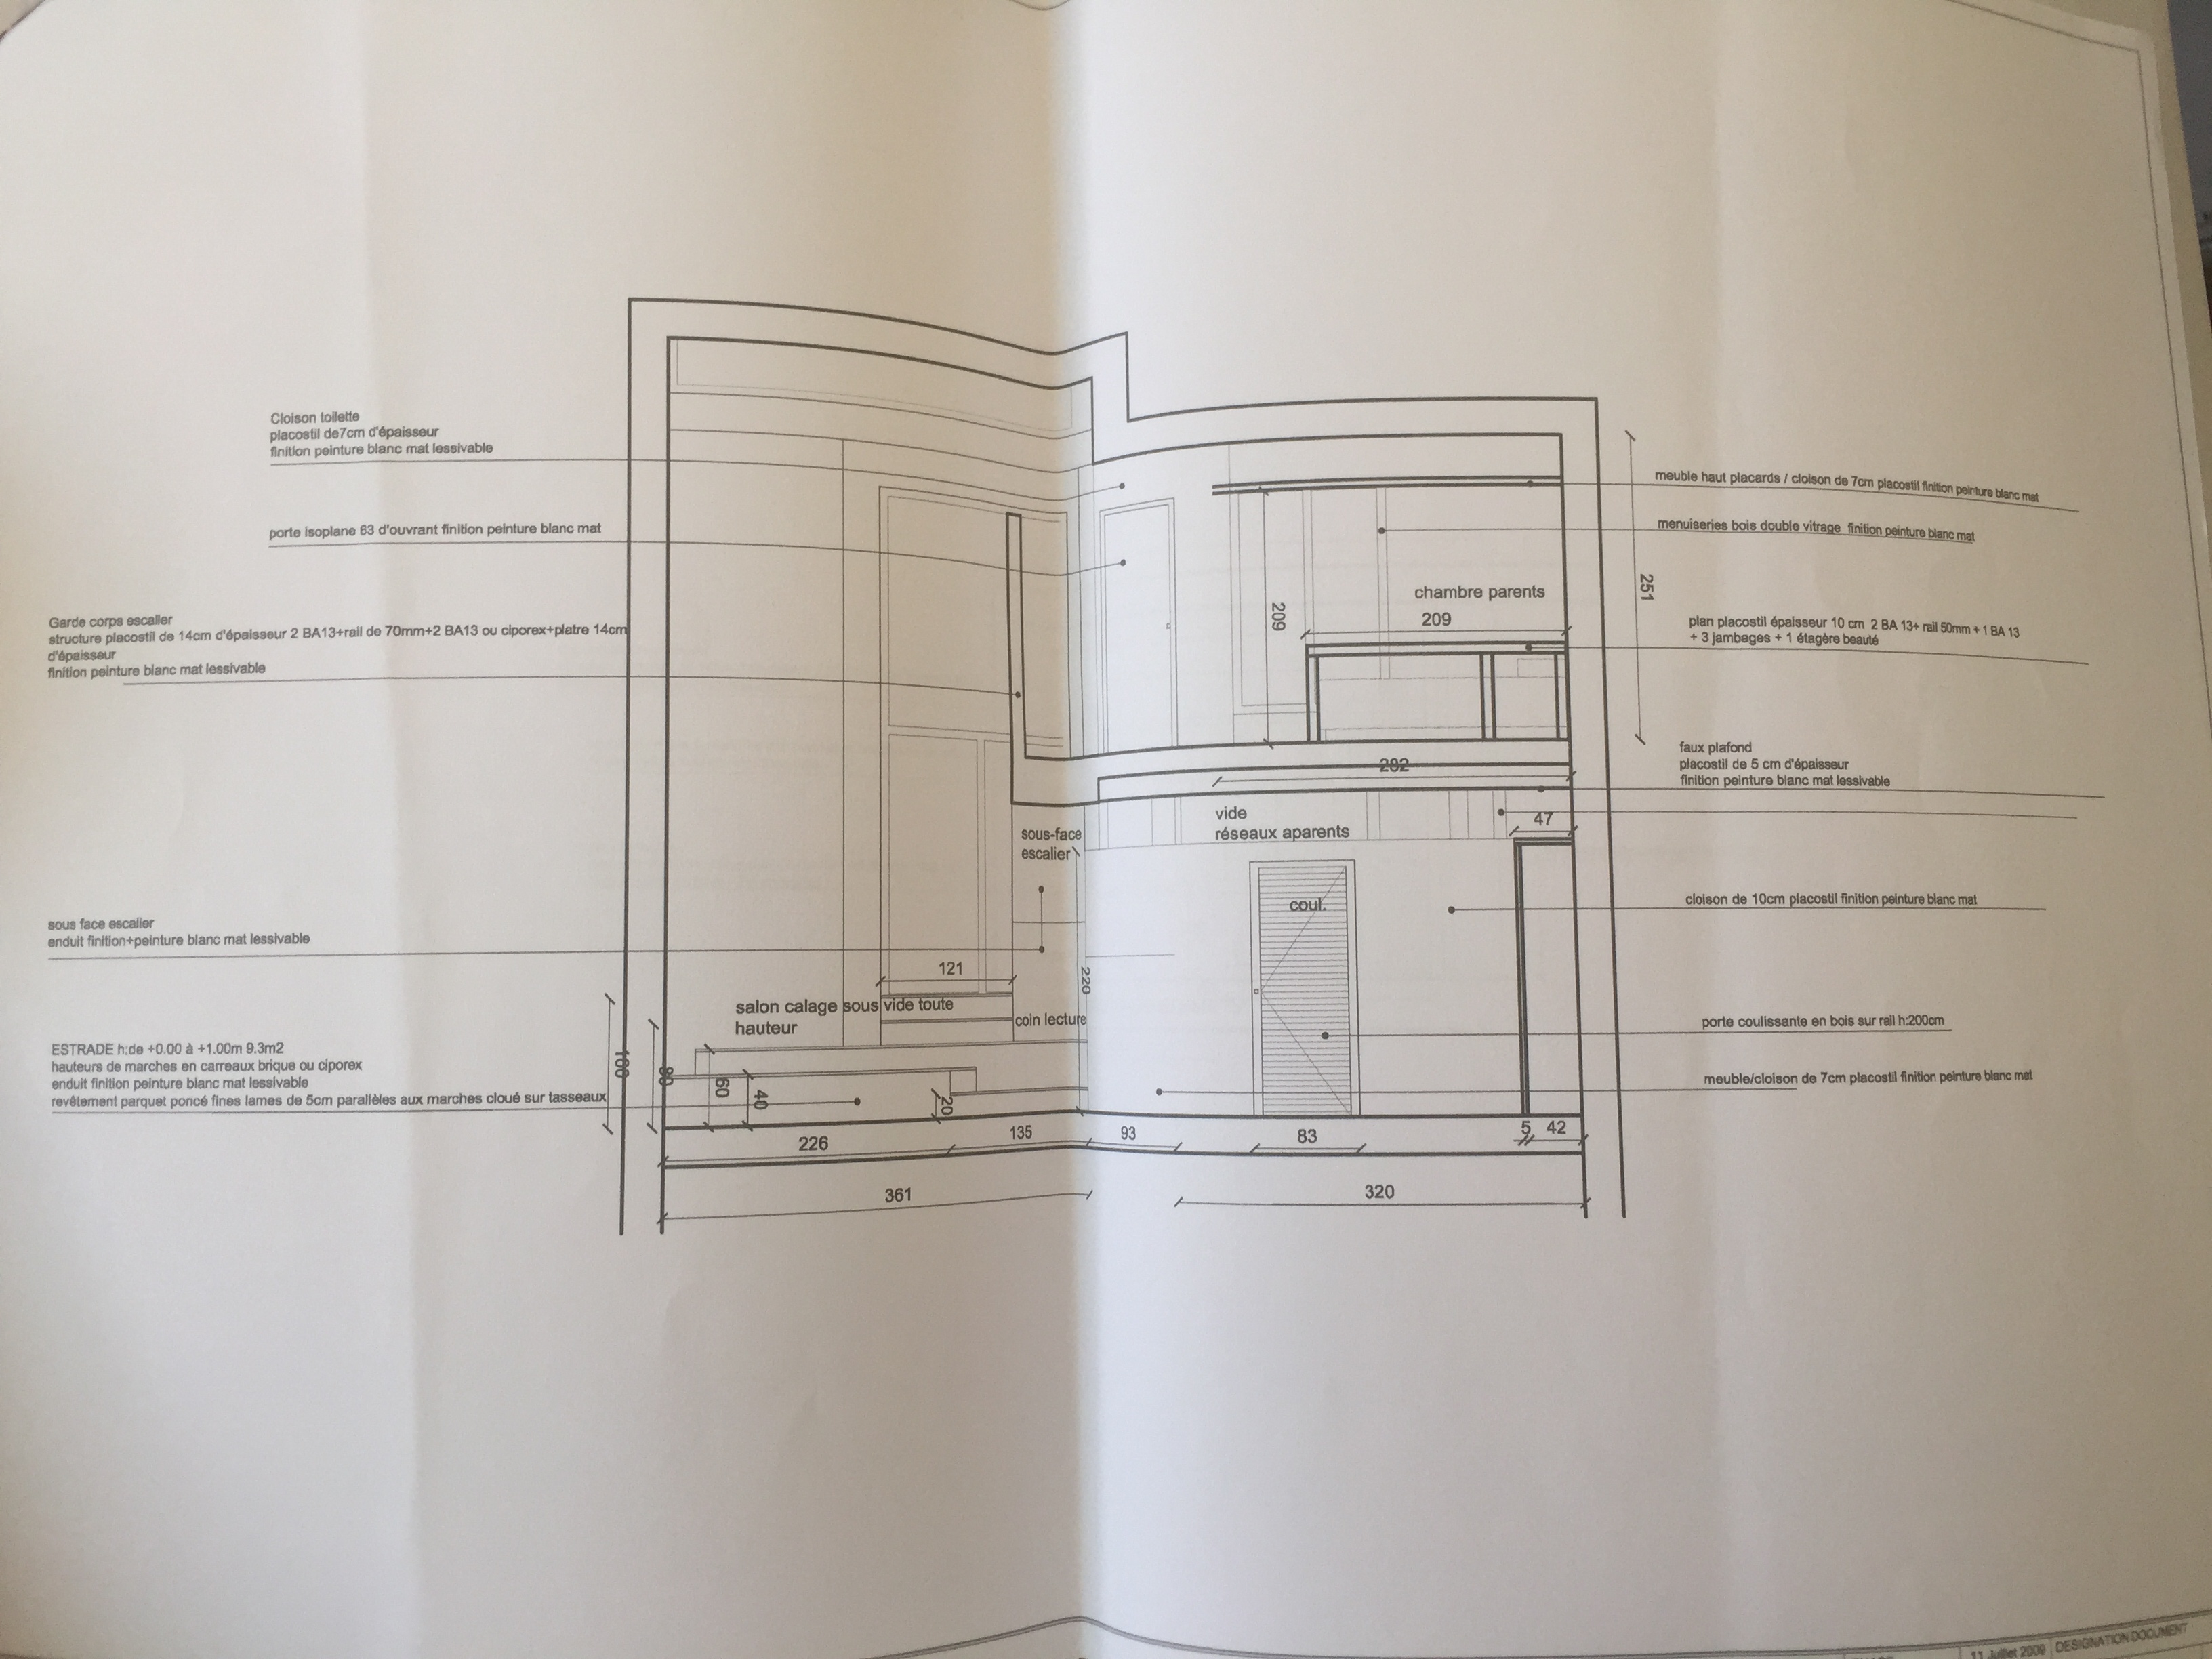 Cloison toilette
placostil de7cm d'épaisseur
finition peinture blanc mat lessivable
porte isoplane 63 d'ouvrant finition peinture blanc mat
Garde corps escalier
structure placostil de 14cm d'épaisseur 2 BA13+rail de 70mm+2 BA13 ou ciporex+platre 14cm
d'épaisseur
finition peinture blanc mat lessivable
sous face escalier
enduit finition+peinture blanc mat lessivable
ESTRADE h:de +0.00 à +1.00m 9.3m2
hauteurs de marches en carreaux brique ou ciporex
enduit finition peinture blanc mat lessivable
revêtement parquet poncé fines lames de 5cm parallèles aux marches cloué sur tasseaux
sous-face
escalier
121
salon calage sous vide toute
hauteur
coin lecture
220
20
40
60
80
100
226
135
93
83
5
42
361
320
meuble haut placards / cloison de 7cm placostil finition peinture blanc mat
menuiseries bois double vitrage finition peinture blanc mat
251
chambre parents
209
209
plan placostil épaisseur 10 cm 2 BA 13+ rail 50mm + 1 BA 13
+ 3 jambages + 1 étagère beauté
282
faux plafond
placostil de 5 cm d'épaisseur
finition peinture blanc mat lessivable
vide
réseaux aparents
47
coul.
cloison de 10cm placostil finition peinture blanc mat
porte coulissante en bois sur rail h:200cm
meuble/cloison de 7cm placostil finition peinture blanc mat
11 Juillet 2009
DESIGNATION DOCUMENT